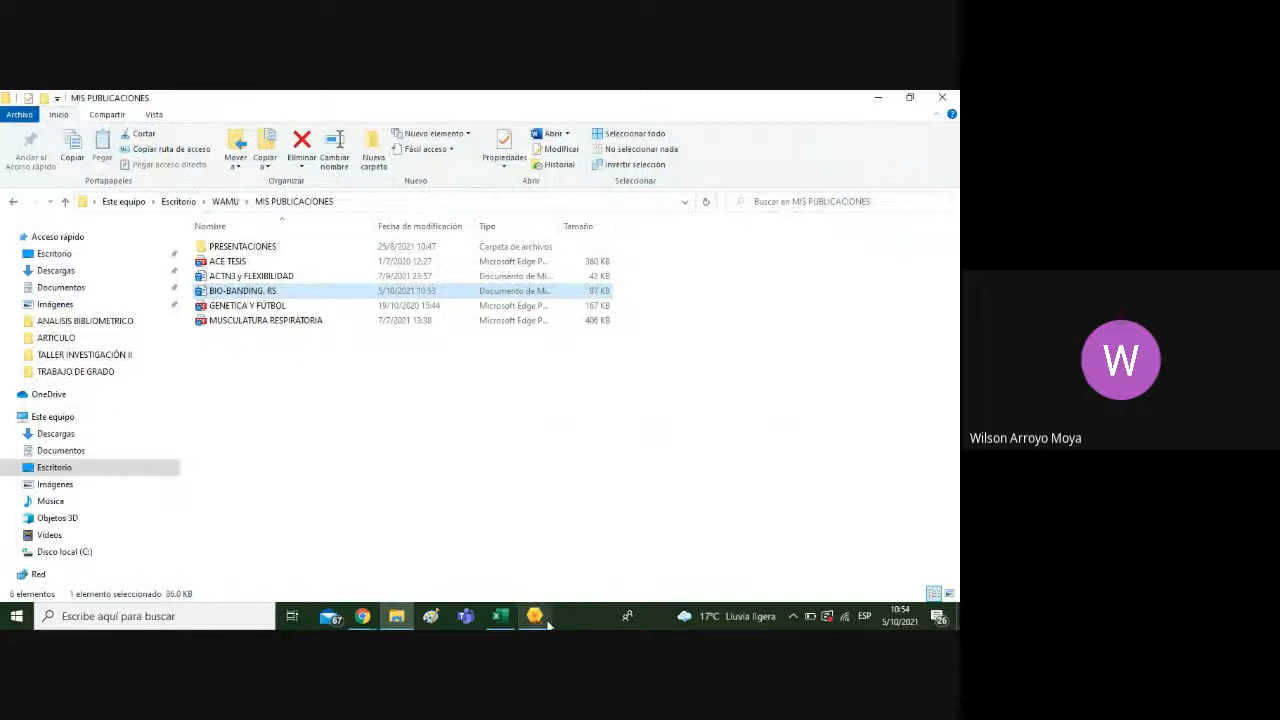 MIS PUBLICACIONES
Archivo Inicio Compartir Vista
Anclar al Acceso rápido
Copiar
Pegar
Cortar
Copiar ruta de acceso
Pegar acceso directo
Portapapeles
Mover a
Copiar a
Eliminar
Cambiar nombre
Organizar
Nueva carpeta
Nuevo elemento
Fácil acceso
Nuevo
Propiedades
Abrir
Modificar
Historial
Abrir
Seleccionar todo
No seleccionar nada
Invertir selección
Seleccionar
Este equipo > Escritorio > WAMU > MIS PUBLICACIONES
Buscar en MIS PUBLICACIONES
Acceso rápido
Escritorio
Descargas
Documentos
Imágenes
ANALISIS BIBLIOMETRICO
ARTICULO
TALLER INVESTIGACIÓN II
TRABAJO DE GRADO
OneDrive
Este equipo
Descargas
Documentos
Escritorio
Imágenes
Música
Objetos 3D
Vídeos
Disco local (C:)
Red
Nombre Fecha de modificación Tipo Tamaño
PRESENTACIONES 25/8/2021 10:47 Carpeta de archivos
ACE TESIS 1/7/2020 12:27 Microsoft Edge P... 360 KB
ACTN3 y FLEXIBILIDAD 7/9/2021 23:57 Documento de Mi... 42 KB
BIO-BANDING. RS 5/10/2021 10:53 Documento de Mi... 87 KB
GENETICA Y FÚTBOL 19/10/2020 15:44 Microsoft Edge P... 167 KB
MUSCULATURA RESPIRATORIA 7/7/2021 13:38 Microsoft Edge P... 406 KB
6 elementos 1 elemento seleccionado 86.0 KB
Escribe aquí para buscar
67
17°C Lluvia ligera
ESP
10:54
5/10/2021
26
W
Wilson Arroyo Moya